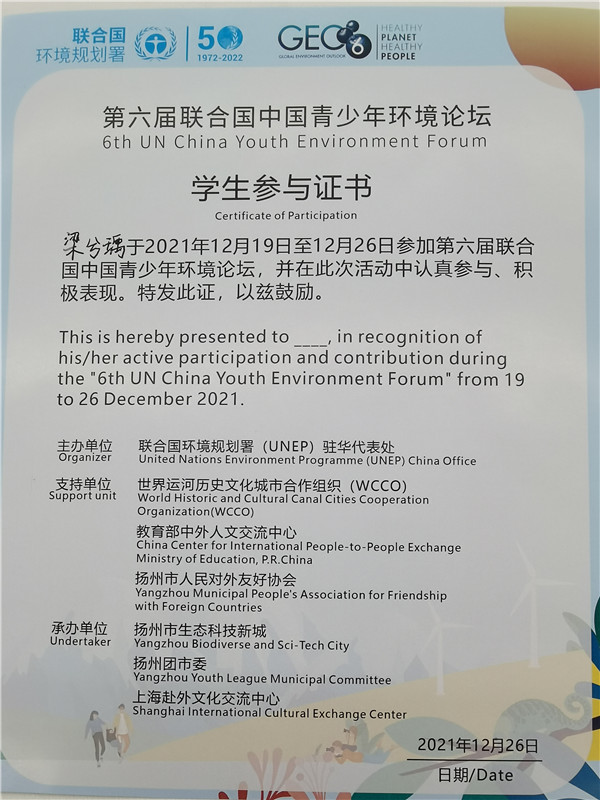 联合国
环境规划署
50
1972-2022
GEO6
GLOBAL ENVIRONMENT OUTLOOK
HEALTHY
PLANET
HEALTHY
PEOPLE
第六届联合国中国青少年环境论坛
6th UN China Youth Environment Forum
学生参与证书
Certificate of Participation
梁兮瑀于2021年12月19日至12月26日参加第六届联合
国中国青少年环境论坛，并在此次活动中认真参与、积
极表现。特发此证，以兹鼓励。
This is hereby presented to ____, in recognition of
his/her active participation and contribution during
the "6th UN China Youth Environment Forum" from 19
to 26 December 2021.
主办单位 联合国环境规划署（UNEP）驻华代表处
Organizer United Nations Environment Programme (UNEP) China Office
支持单位 世界运河历史文化城市合作组织（WCCO）
Support unit World Historic and Cultural Canal Cities Cooperation
Organization(WCCO)
教育部中外人文交流中心
China Center for International People-to-People Exchange
Ministry of Education, P.R.China
扬州市人民对外友好协会
Yangzhou Municipal People's Association for Friendship
with Foreign Countries
承办单位 扬州市生态科技新城
Undertaker Yangzhou Biodiverse and Sci-Tech City
扬州团市委
Yangzhou Youth League Municipal Committee
上海赴外文化交流中心
Shanghai International Cultural Exchange Center
2021年12月26日
日期/Date